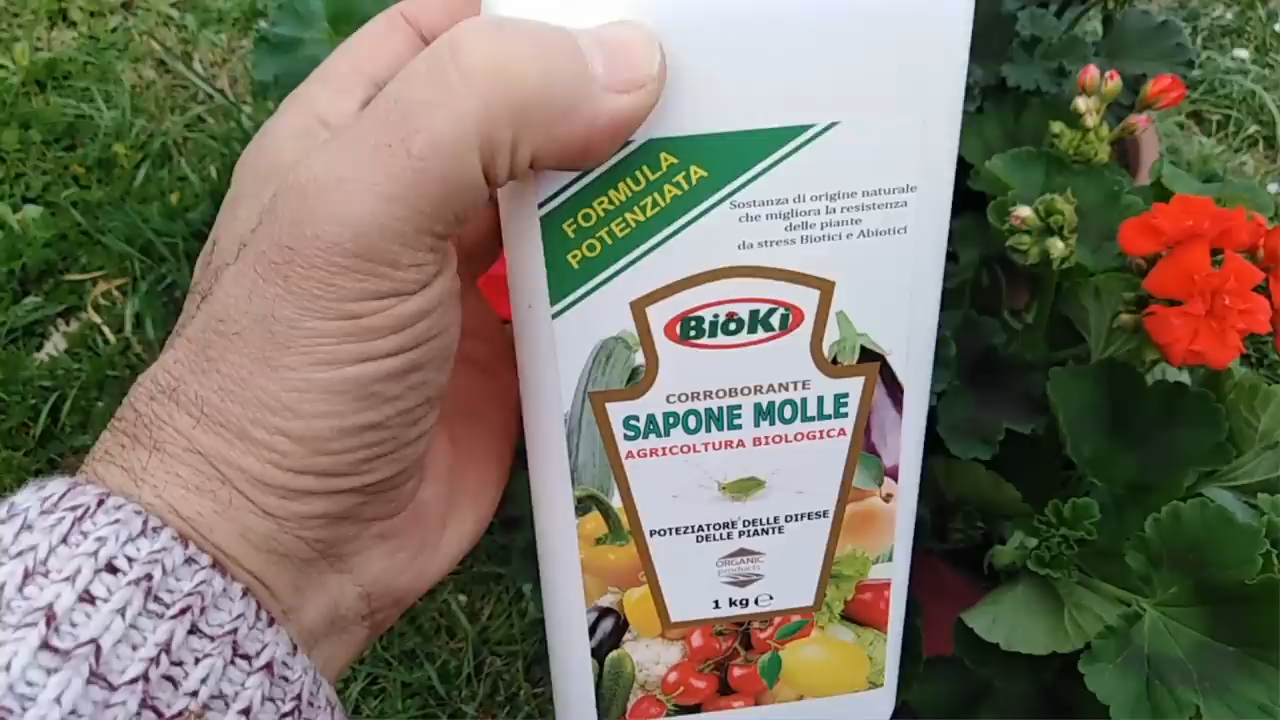 FORMULA
POTENZIATA
Sostanza di origine naturale
che migliora la resistenza
delle piante
da stress Biotici e Abiotici
BioKi
CORROBORANTE
SAPONE MOLLE
AGRICOLTURA BIOLOGICA
POTEZIATORE DELLE DIFESE
DELLE PIANTE
ORGANIC
products
1 kg ℮